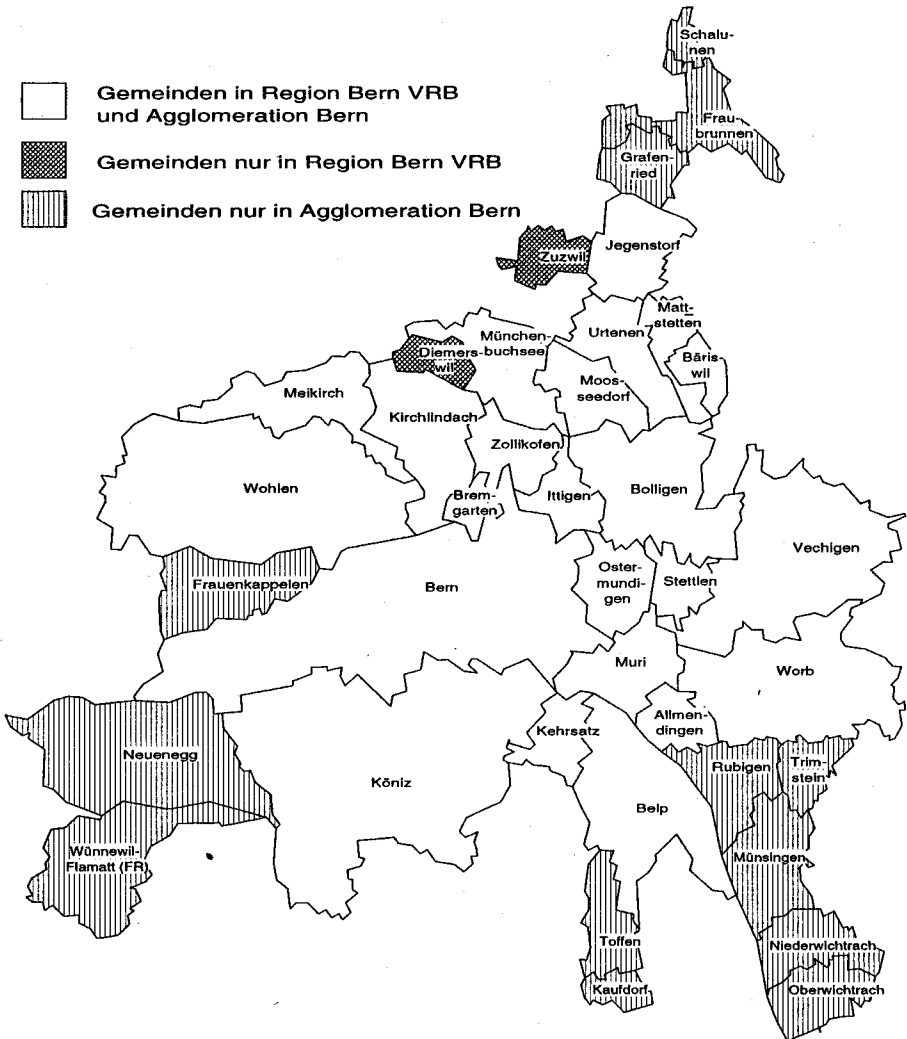 Gemeinden in Region Bern VRB
und Agglomeration Bern
Gemeinden nur in Region Bern VRB
Gemeinden nur in Agglomeration Bern
Schalu-
nen
Frau-
brunnen
Grafen-
ried
Zuzwil
Jegenstorf
Matt-
stetten
Urtenen
München-
buchsee
Diemers-
wil
Bäris-
wil
Moos-
seedorf
Meikirch
Kirchlindach
Zollikofen
Wohlen
Brem-
garten
Ittigen
Bolligen
Vechigen
Frauenkappelen
Bern
Oster-
mundi-
gen
Stettlen
Muri
Worb
Allmen-
dingen
Kehrsatz
Neuenegg
Köniz
Rubigen
Trim-
stein
Belp
Wünnewil-
Flamatt (FR)
Münsingen
Toffen
Niederwichtrach
Kaufdorf
Oberwichtrach